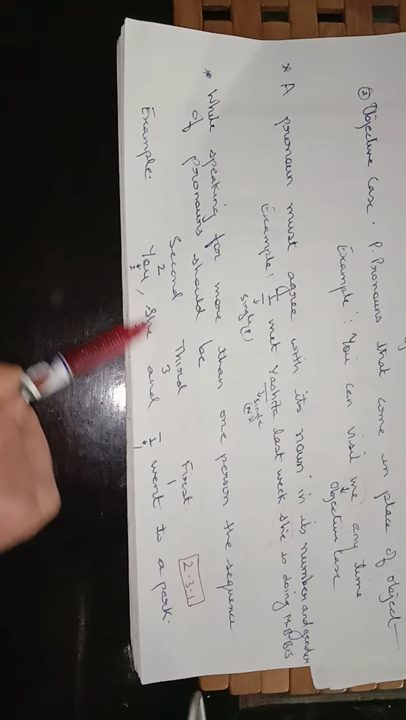 ② Objective Case: P. Pronouns that come in place of object
Example: You can visit me any time
Objective Case
* A pronoun must agree with its noun in its number and gender
Example: I met Yashita last week she is doing M.B.B.S
Single (P) Single (N)
* While speaking for more than one person the sequence
of pronouns should be
Second Third First
2 3 1 2·3·1
Example: You, She and I, went to a park.